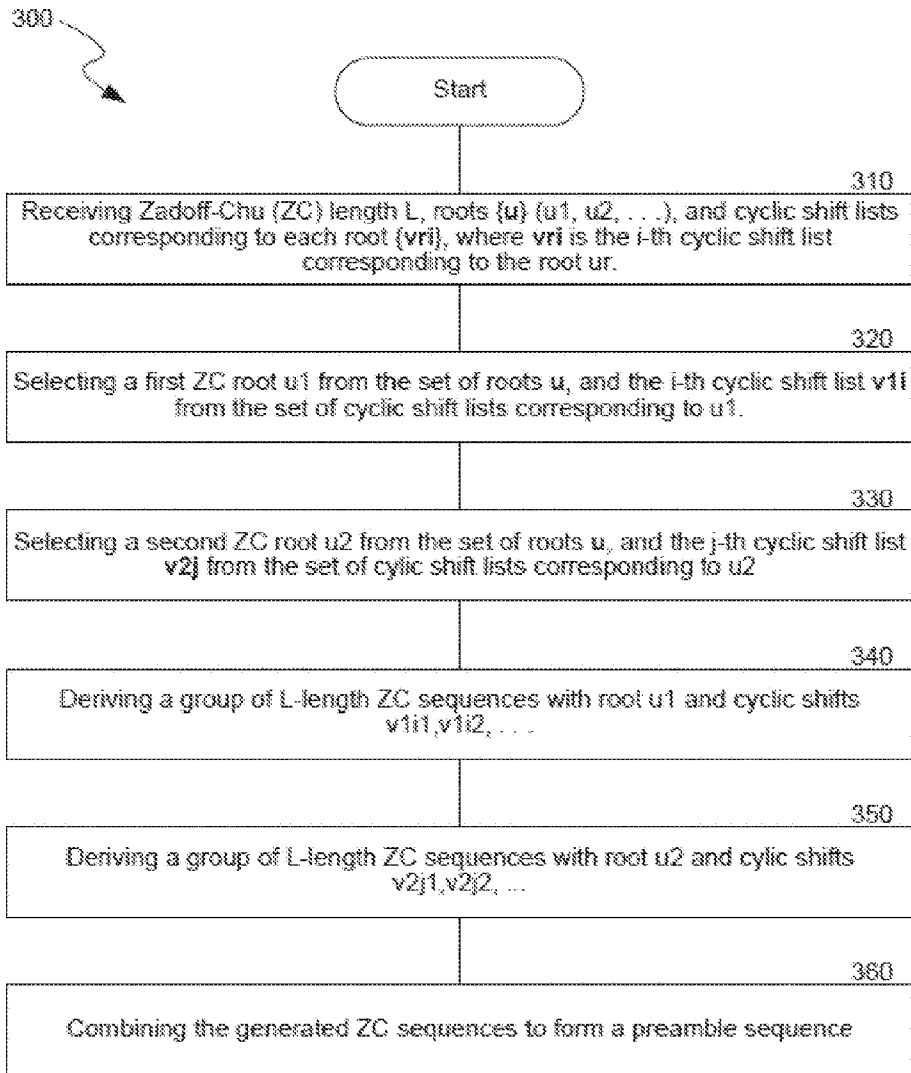 300
Start
310
Receiving Zadoff-Chu (ZC) length L, roots {u} (u1, u2, . . .), and cyclic shift lists
corresponding to each root {vri}, where vri is the i-th cyclic shift list
corresponding to the root ur.
320
Selecting a first ZC root u1 from the set of roots u, and the i-th cyclic shift list v1i
from the set of cyclic shift lists corresponding to u1.
330
Selecting a second ZC root u2 from the set of roots u, and the j-th cyclic shift list
v2j from the set of cylic shift lists corresponding to u2
340
Deriving a group of L-length ZC sequences with root u1 and cyclic shifts
v1i1,v1i2, . . .
350
Deriving a group of L-length ZC sequences with root u2 and cylic shifts
v2j1,v2j2, ...
360
Combining the generated ZC sequences to form a preamble sequence